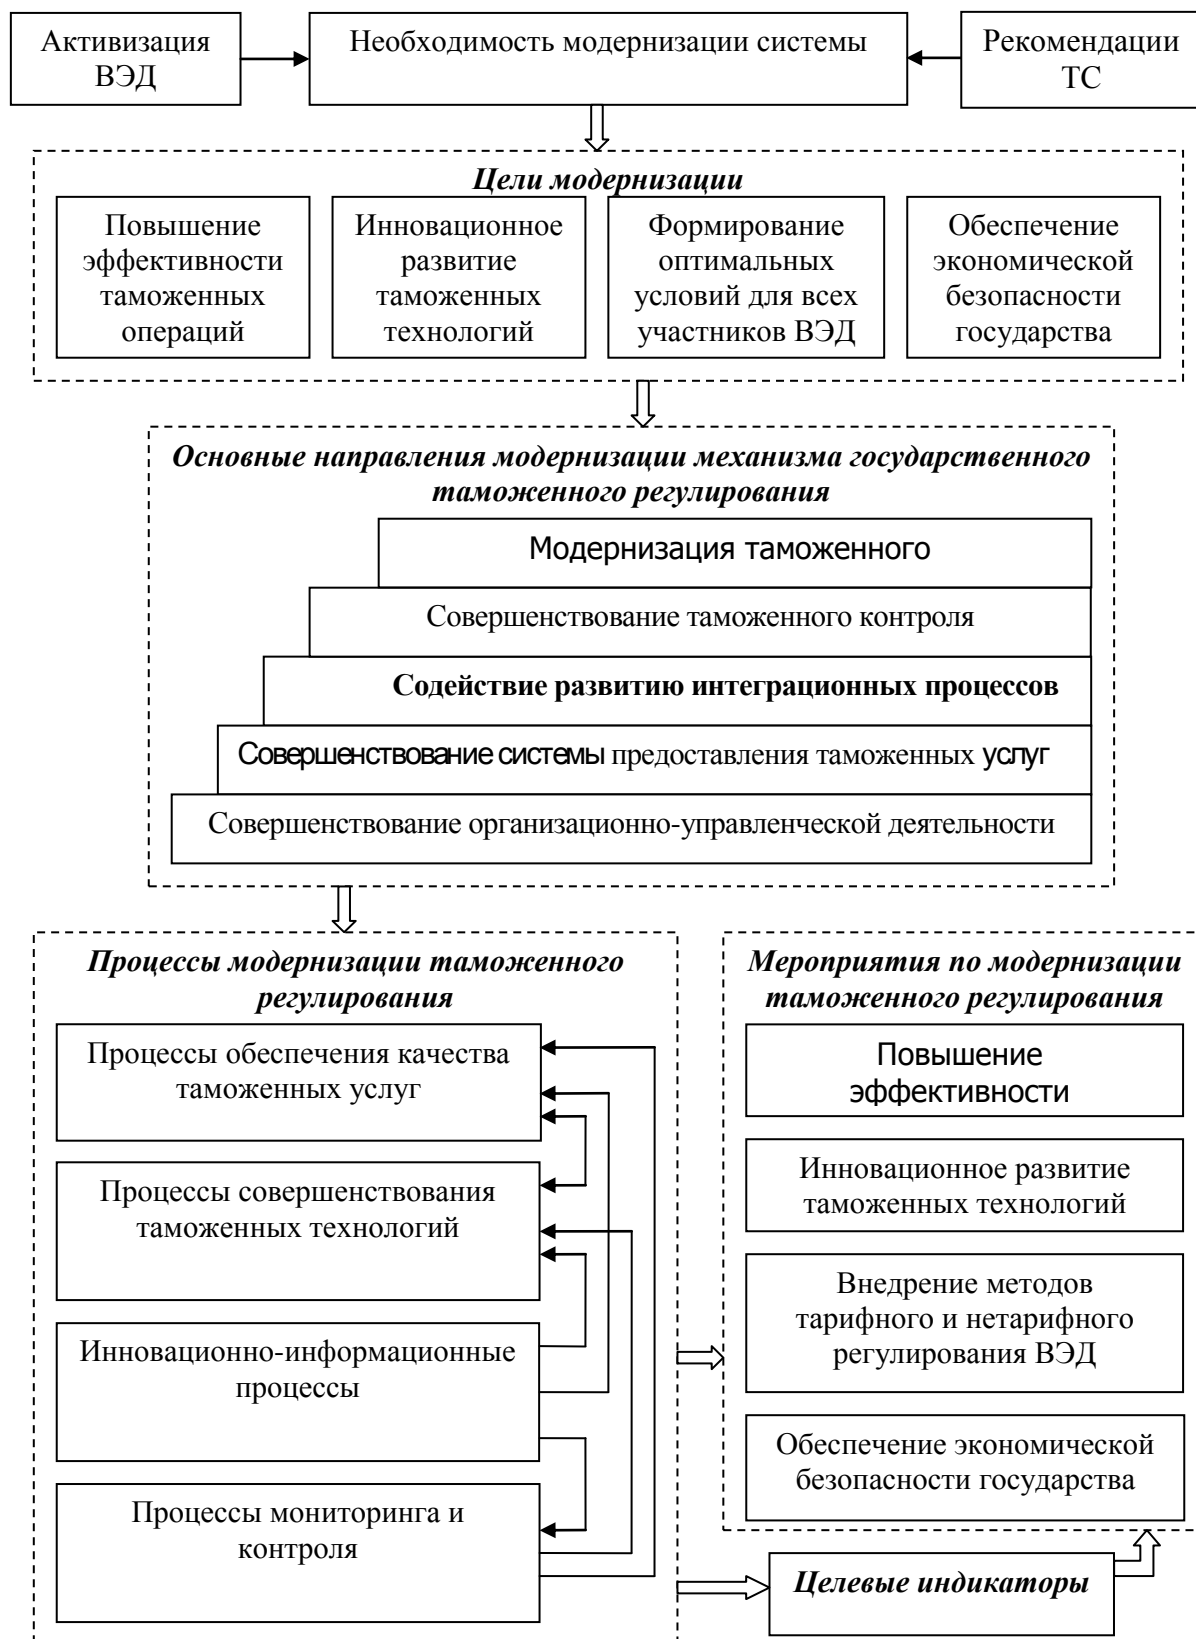 Активизация
ВЭД
Необходимость модернизации системы
Рекомендации
ТС
Цели модернизации
Повышение
эффективности
таможенных
операций
Инновационное
развитие
таможенных
технологий
Формирование
оптимальных
условий для всех
участников ВЭД
Обеспечение
экономической
безопасности
государства
Основные направления модернизации механизма государственного
таможенного регулирования
Модернизация таможенного
Совершенствование таможенного контроля
Содействие развитию интеграционных процессов
Совершенствование системы предоставления таможенных услуг
Совершенствование организационно-управленческой деятельности
Процессы модернизации таможенного
регулирования
Процессы обеспечения качества
таможенных услуг
Процессы совершенствования
таможенных технологий
Инновационно-информационные
процессы
Процессы мониторинга и
контроля
Мероприятия по модернизации
таможенного регулирования
Повышение
эффективности
Инновационное развитие
таможенных технологий
Внедрение методов
тарифного и нетарифного
регулирования ВЭД
Обеспечение экономической
безопасности государства
Целевые индикаторы